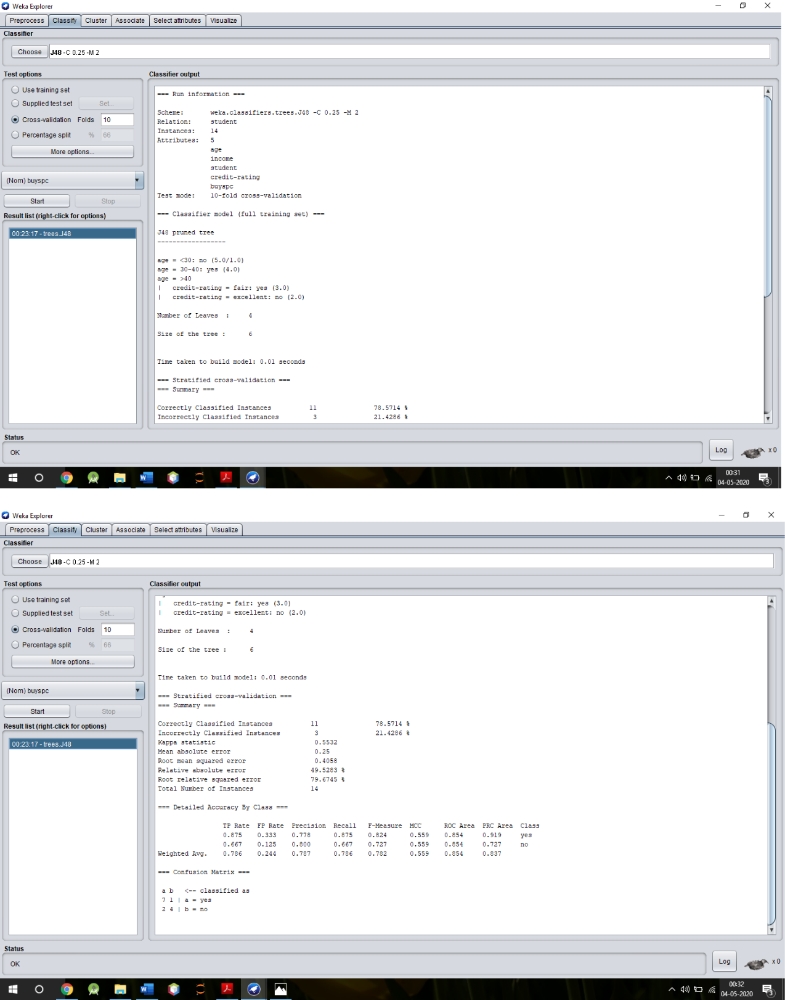 Weka Explorer
Preprocess Classify Cluster Associate Select attributes Visualize
Classifier
Choose J48 -C 0.25 -M 2
Test options
Use training set
Supplied test set Set...
Cross-validation Folds 10
Percentage split % 66
More options...
(Nom) buyspc
Start Stop
Result list (right-click for options)
00:23:17 - trees.J48
Classifier output
=== Run information ===
Scheme: weka.classifiers.trees.J48 -C 0.25 -M 2
Relation: student
Instances: 14
Attributes: 5
age
income
student
credit-rating
buyspc
Test mode: 10-fold cross-validation
=== Classifier model (full training set) ===
J48 pruned tree
------------------
age = <30: no (5.0/1.0)
age = 30-40: yes (4.0)
age = >40
| credit-rating = fair: yes (3.0)
| credit-rating = excellent: no (2.0)
Number of Leaves : 4
Size of the tree : 6
Time taken to build model: 0.01 seconds
=== Stratified cross-validation ===
=== Summary ===
Correctly Classified Instances 11 78.5714 %
Incorrectly Classified Instances 3 21.4286 %
Status
OK
Log x 0
00:31
04-05-2020
3
Weka Explorer
Preprocess Classify Cluster Associate Select attributes Visualize
Classifier
Choose J48 -C 0.25 -M 2
Test options
Use training set
Supplied test set Set...
Cross-validation Folds 10
Percentage split % 66
More options...
(Nom) buyspc
Start Stop
Result list (right-click for options)
00:23:17 - trees.J48
Classifier output
| credit-rating = fair: yes (3.0)
| credit-rating = excellent: no (2.0)
Number of Leaves : 4
Size of the tree : 6
Time taken to build model: 0.01 seconds
=== Stratified cross-validation ===
=== Summary ===
Correctly Classified Instances 11 78.5714 %
Incorrectly Classified Instances 3 21.4286 %
Kappa statistic 0.5532
Mean absolute error 0.25
Root mean squared error 0.4058
Relative absolute error 49.5283 %
Root relative squared error 79.6745 %
Total Number of Instances 14
=== Detailed Accuracy By Class ===
TP Rate FP Rate Precision Recall F-Measure MCC ROC Area PRC Area Class
0.875 0.333 0.778 0.875 0.824 0.559 0.854 0.919 yes
0.667 0.125 0.800 0.667 0.727 0.559 0.854 0.727 no
Weighted Avg. 0.786 0.244 0.787 0.786 0.782 0.559 0.854 0.837
=== Confusion Matrix ===
a b <-- classified as
7 1 | a = yes
2 4 | b = no
Status
OK
Log x 0
00:32
04-05-2020
3